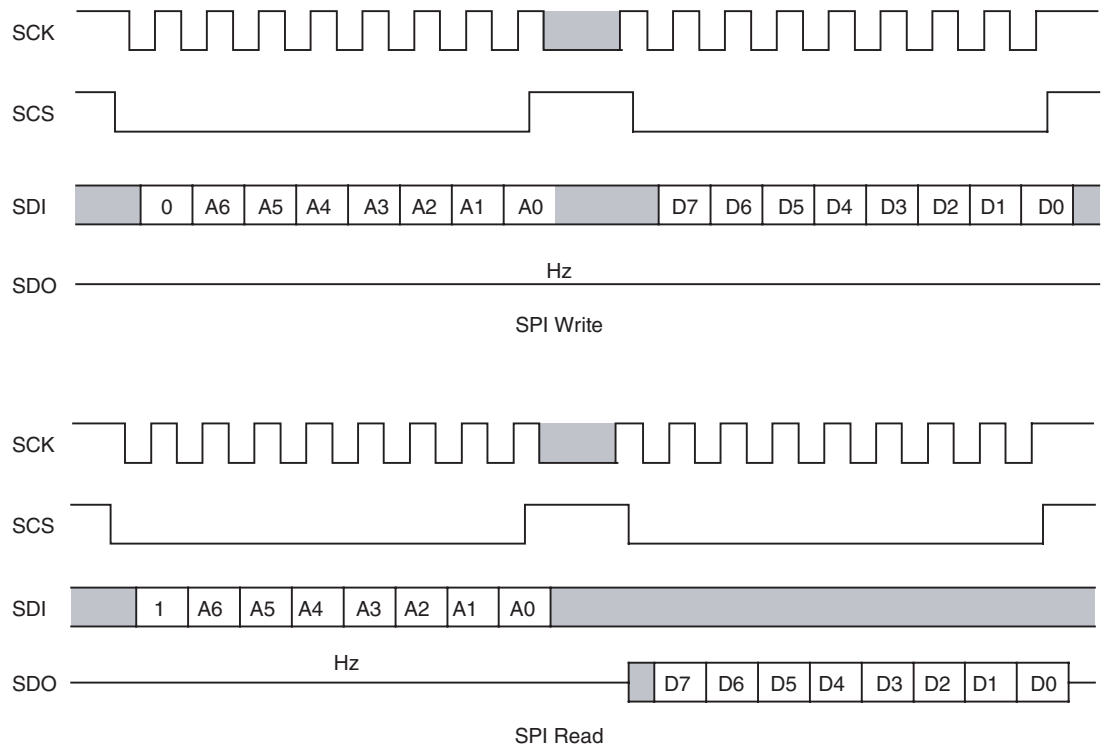 SCK
SCS
SDI 0 A6 A5 A4 A3 A2 A1 A0 D7 D6 D5 D4 D3 D2 D1 D0
Hz
SDO
SPI Write
SCK
SCS
SDI 1 A6 A5 A4 A3 A2 A1 A0
Hz
SDO D7 D6 D5 D4 D3 D2 D1 D0
SPI Read